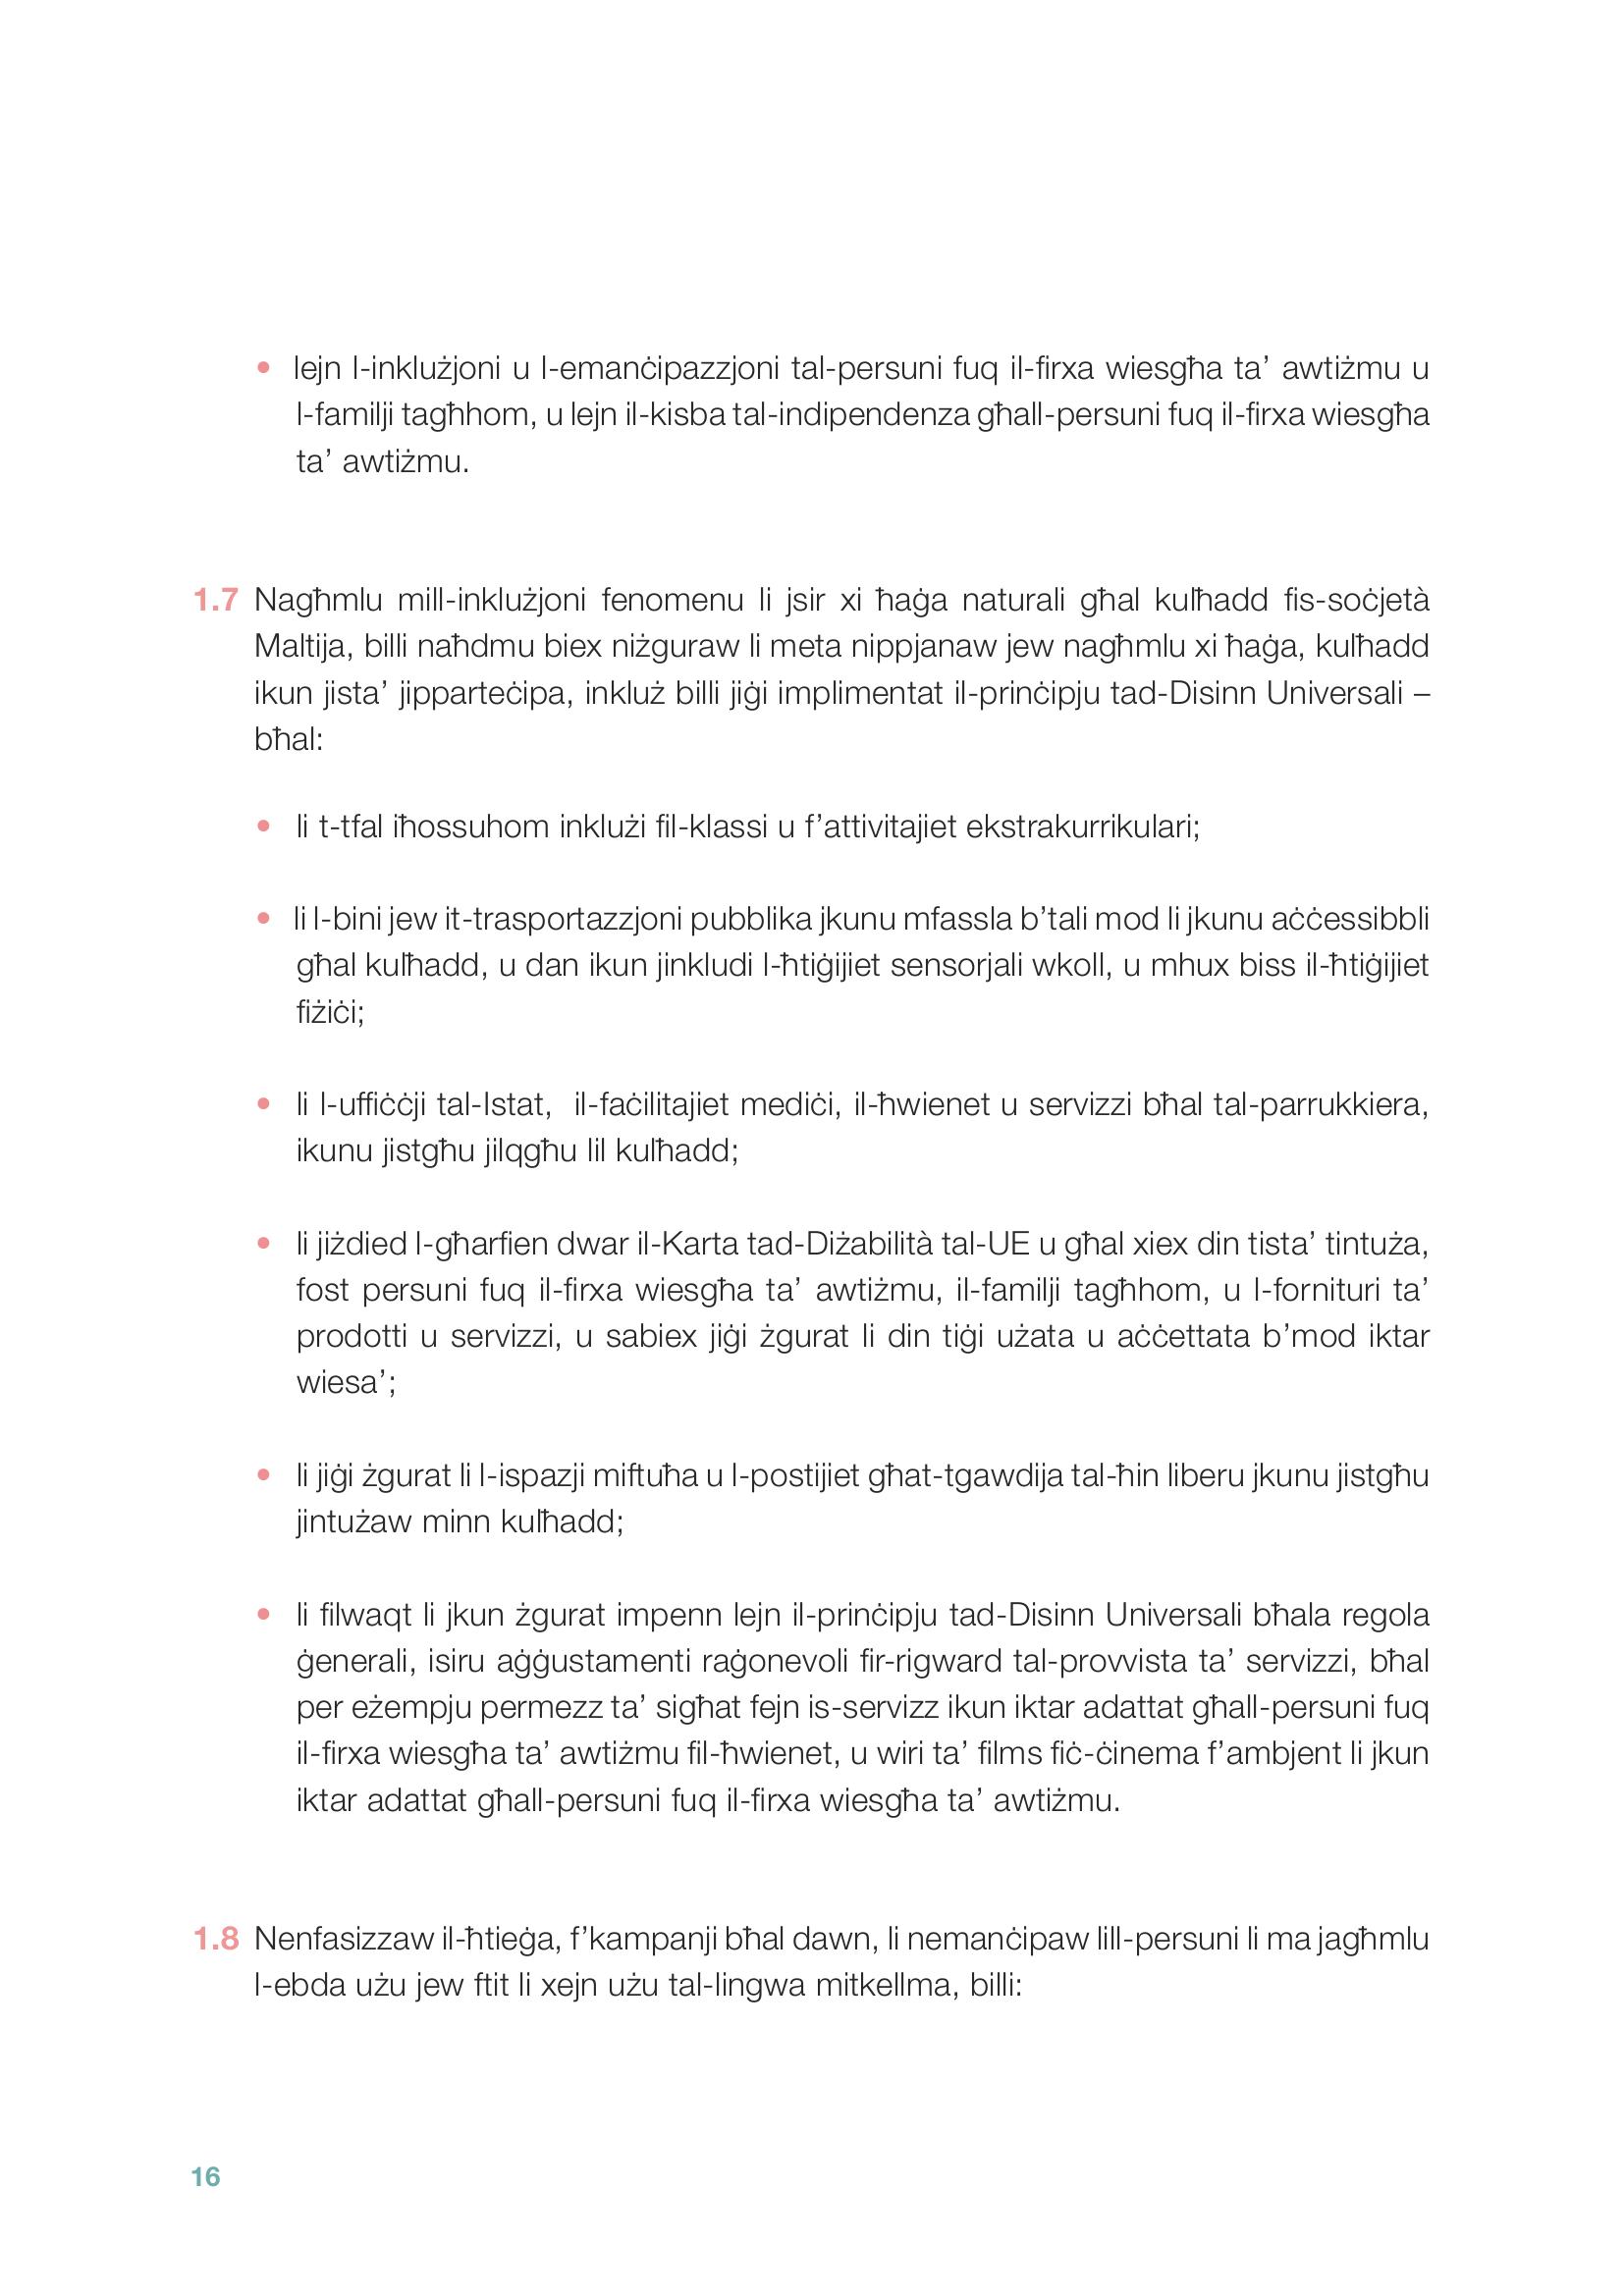 • lejn l-inklużjoni u l-emanċipazzjoni tal-persuni fuq il-firxa wiesgħa ta’ awtiżmu u
l-familji tagħhom, u lejn il-kisba tal-indipendenza għall-persuni fuq il-firxa wiesgħa
ta’ awtiżmu.
1.7 Nagħmlu mill-inklużjoni fenomenu li jsir xi ħaġa naturali għal kulħadd fis-soċjetà
Maltija, billi naħdmu biex niżguraw li meta nippjanaw jew nagħmlu xi ħaġa, kulħadd
ikun jista’ jipparteċipa, inkluż billi jiġi implimentat il-prinċipju tad-Disinn Universali –
bħal:
• li t-tfal iħossuhom inklużi fil-klassi u f’attivitajiet ekstrakurrikulari;
• li l-bini jew it-trasportazzjoni pubblika jkunu mfassla b’tali mod li jkunu aċċessibbli
għal kulħadd, u dan ikun jinkludi l-ħtiġijiet sensorjali wkoll, u mhux biss il-ħtiġijiet
fiżiċi;
• li l-uffiċċji tal-Istat,  il-faċilitajiet mediċi, il-ħwienet u servizzi bħal tal-parrukkiera,
ikunu jistgħu jilqgħu lil kulħadd;
• li jiżdied l-għarfien dwar il-Karta tad-Diżabilità tal-UE u għal xiex din tista’ tintuża,
fost persuni fuq il-firxa wiesgħa ta’ awtiżmu, il-familji tagħhom, u l-fornituri ta’
prodotti u servizzi, u sabiex jiġi żgurat li din tiġi użata u aċċettata b’mod iktar
wiesa’;
• li jiġi żgurat li l-ispazji miftuħa u l-postijiet għat-tgawdija tal-ħin liberu jkunu jistgħu
jintużaw minn kulħadd;
• li filwaqt li jkun żgurat impenn lejn il-prinċipju tad-Disinn Universali bħala regola
ġenerali, isiru aġġustamenti raġonevoli fir-rigward tal-provvista ta’ servizzi, bħal
per eżempju permezz ta’ sigħat fejn is-servizz ikun iktar adattat għall-persuni fuq
il-firxa wiesgħa ta’ awtiżmu fil-ħwienet, u wiri ta’ films fiċ-ċinema f’ambjent li jkun
iktar adattat għall-persuni fuq il-firxa wiesgħa ta’ awtiżmu.
1.8 Nenfasizzaw il-ħtieġa, f’kampanji bħal dawn, li nemanċipaw lill-persuni li ma jagħmlu
l-ebda użu jew ftit li xejn użu tal-lingwa mitkellma, billi:
16